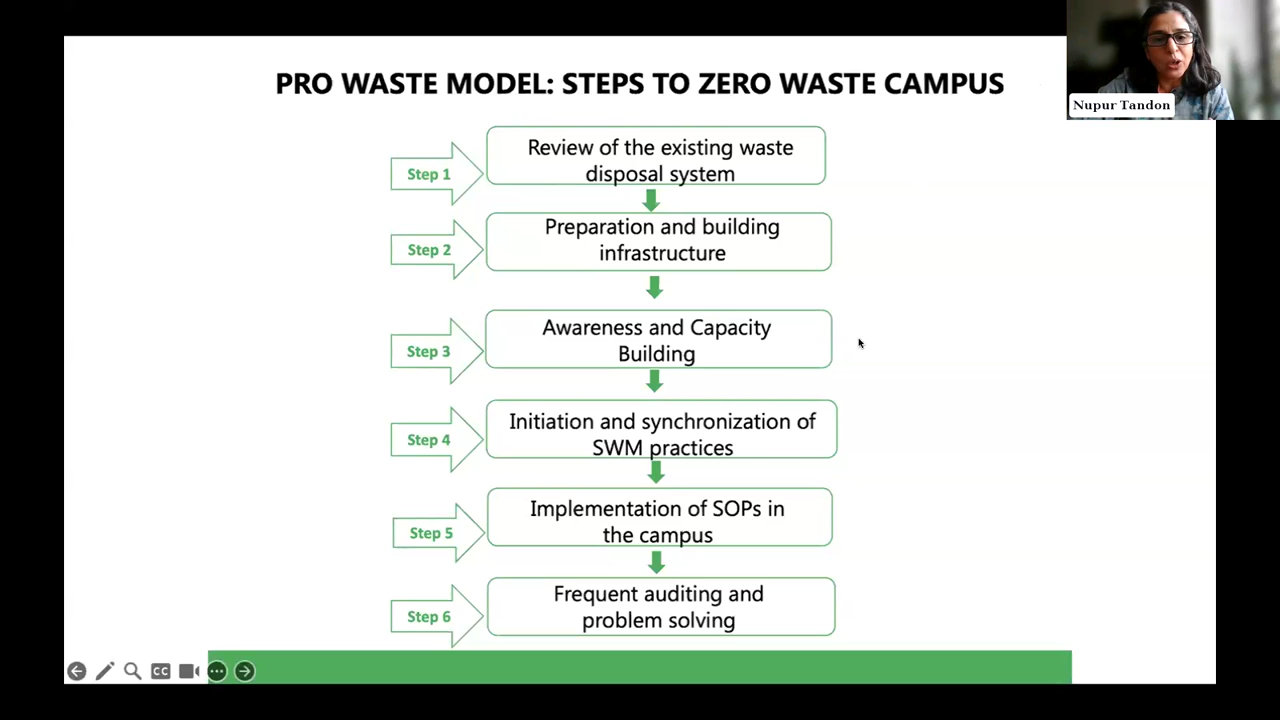 PRO WASTE MODEL: STEPS TO ZERO WASTE CAMPUS
Nupur Tandon
Step 1
Review of the existing waste
disposal system
Step 2
Preparation and building
infrastructure
Step 3
Awareness and Capacity
Building
Step 4
Initiation and synchronization of
SWM practices
Step 5
Implementation of SOPs in
the campus
Step 6
Frequent auditing and
problem solving
CC